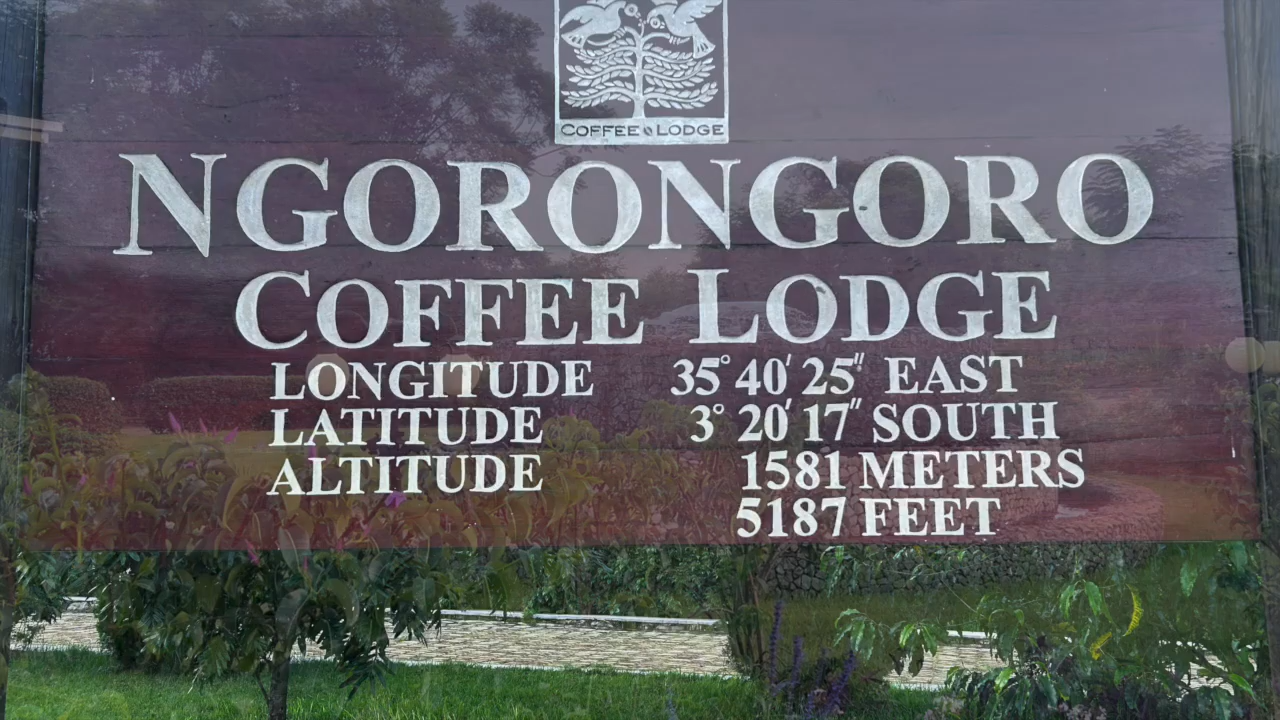 COFFEE LODGE
NGORONGORO
COFFEE LODGE
LONGITUDE 35° 40' 25" EAST
LATITUDE 3° 20' 17" SOUTH
ALTITUDE 1581 METERS
5187 FEET